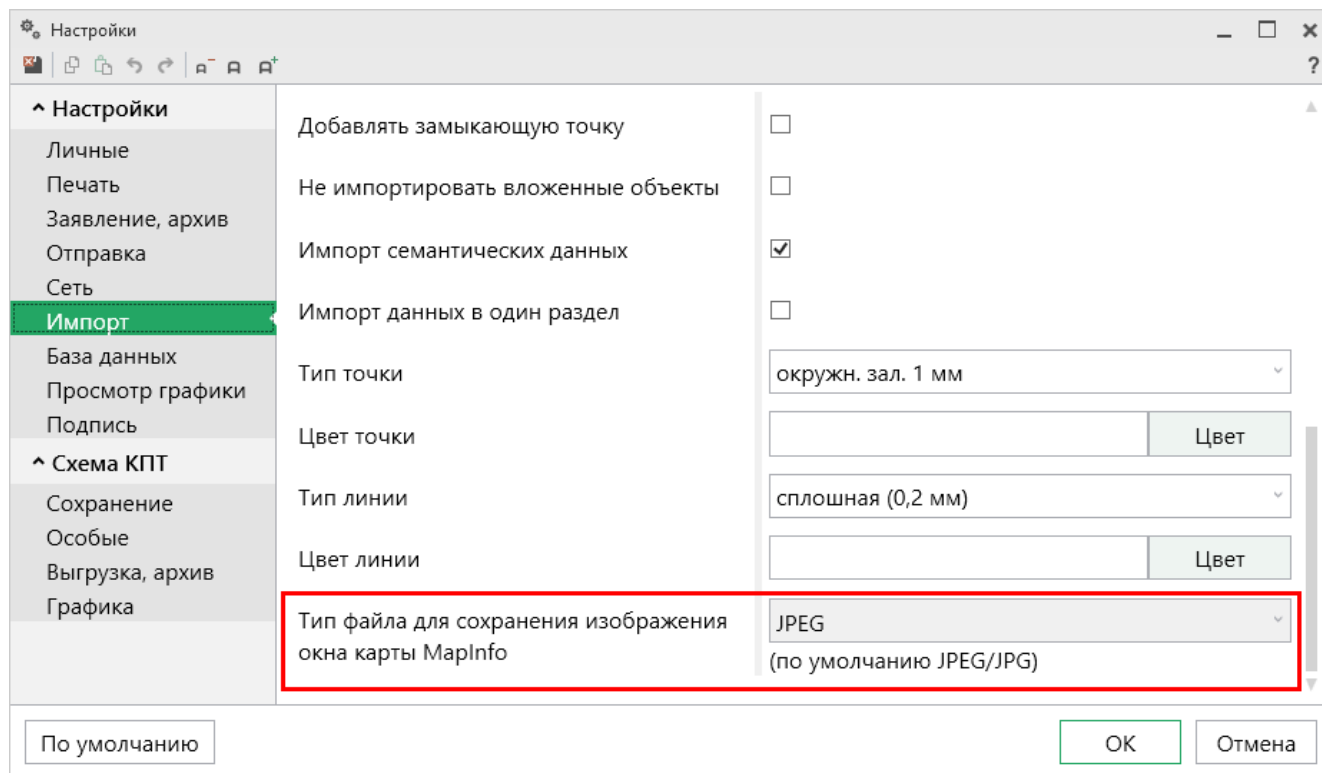 Настройки
?
Настройки
Личные
Печать
Заявление, архив
Отправка
Сеть
Импорт
База данных
Просмотр графики
Подпись
Схема КПТ
Сохранение
Особые
Выгрузка, архив
Графика
Добавлять замыкающую точку
Не импортировать вложенные объекты
Импорт семантических данных
Импорт данных в один раздел
Тип точки
окружн. зал. 1 мм
Цвет точки
Цвет
Тип линии
сплошная (0,2 мм)
Цвет линии
Цвет
Тип файла для сохранения изображения
окна карты MapInfo
JPEG
(по умолчанию JPEG/JPG)
По умолчанию
ОК
Отмена